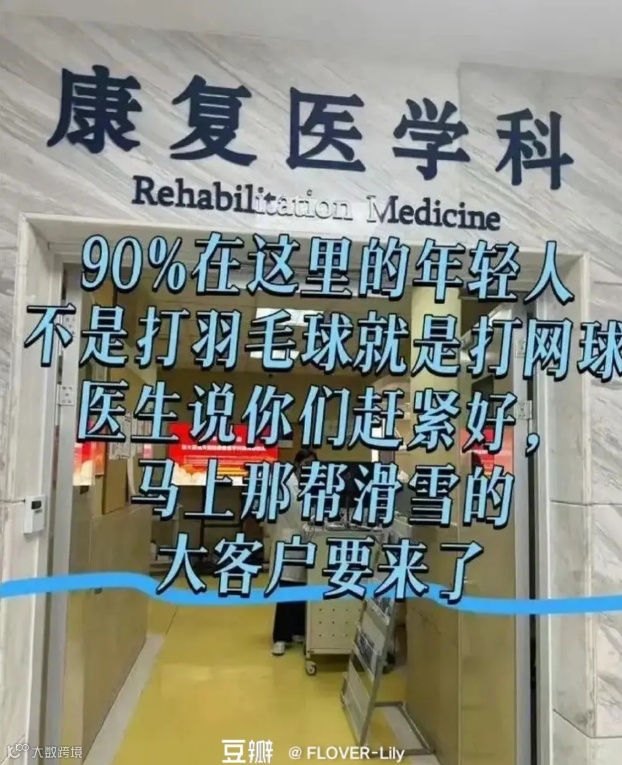 康复医学科
Rehabilitation Medicine
90%在这里的年轻人
不是打羽毛球就是打网球
医生说你们赶紧好，
马上那帮滑雪的
大客户要来了
大数跨境
豆瓣 @ FLOVER-Lily